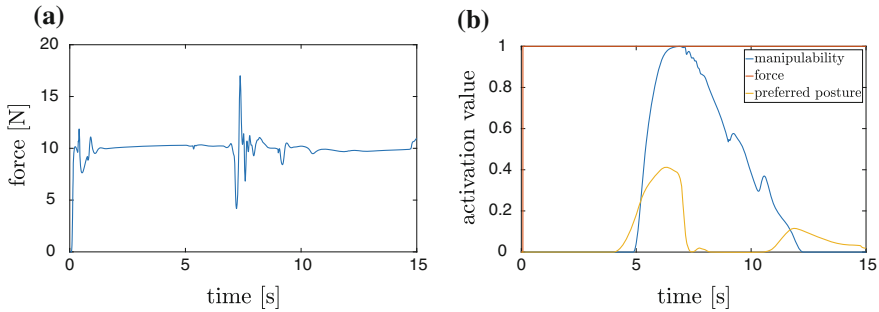 (a)
force [N]
20
15
10
5
0
0 5 10 15
time [s]
(b)
activation value
1
0.8
0.6
0.4
0.2
0
0 5 10 15
time [s]
manipulability
force
preferred posture